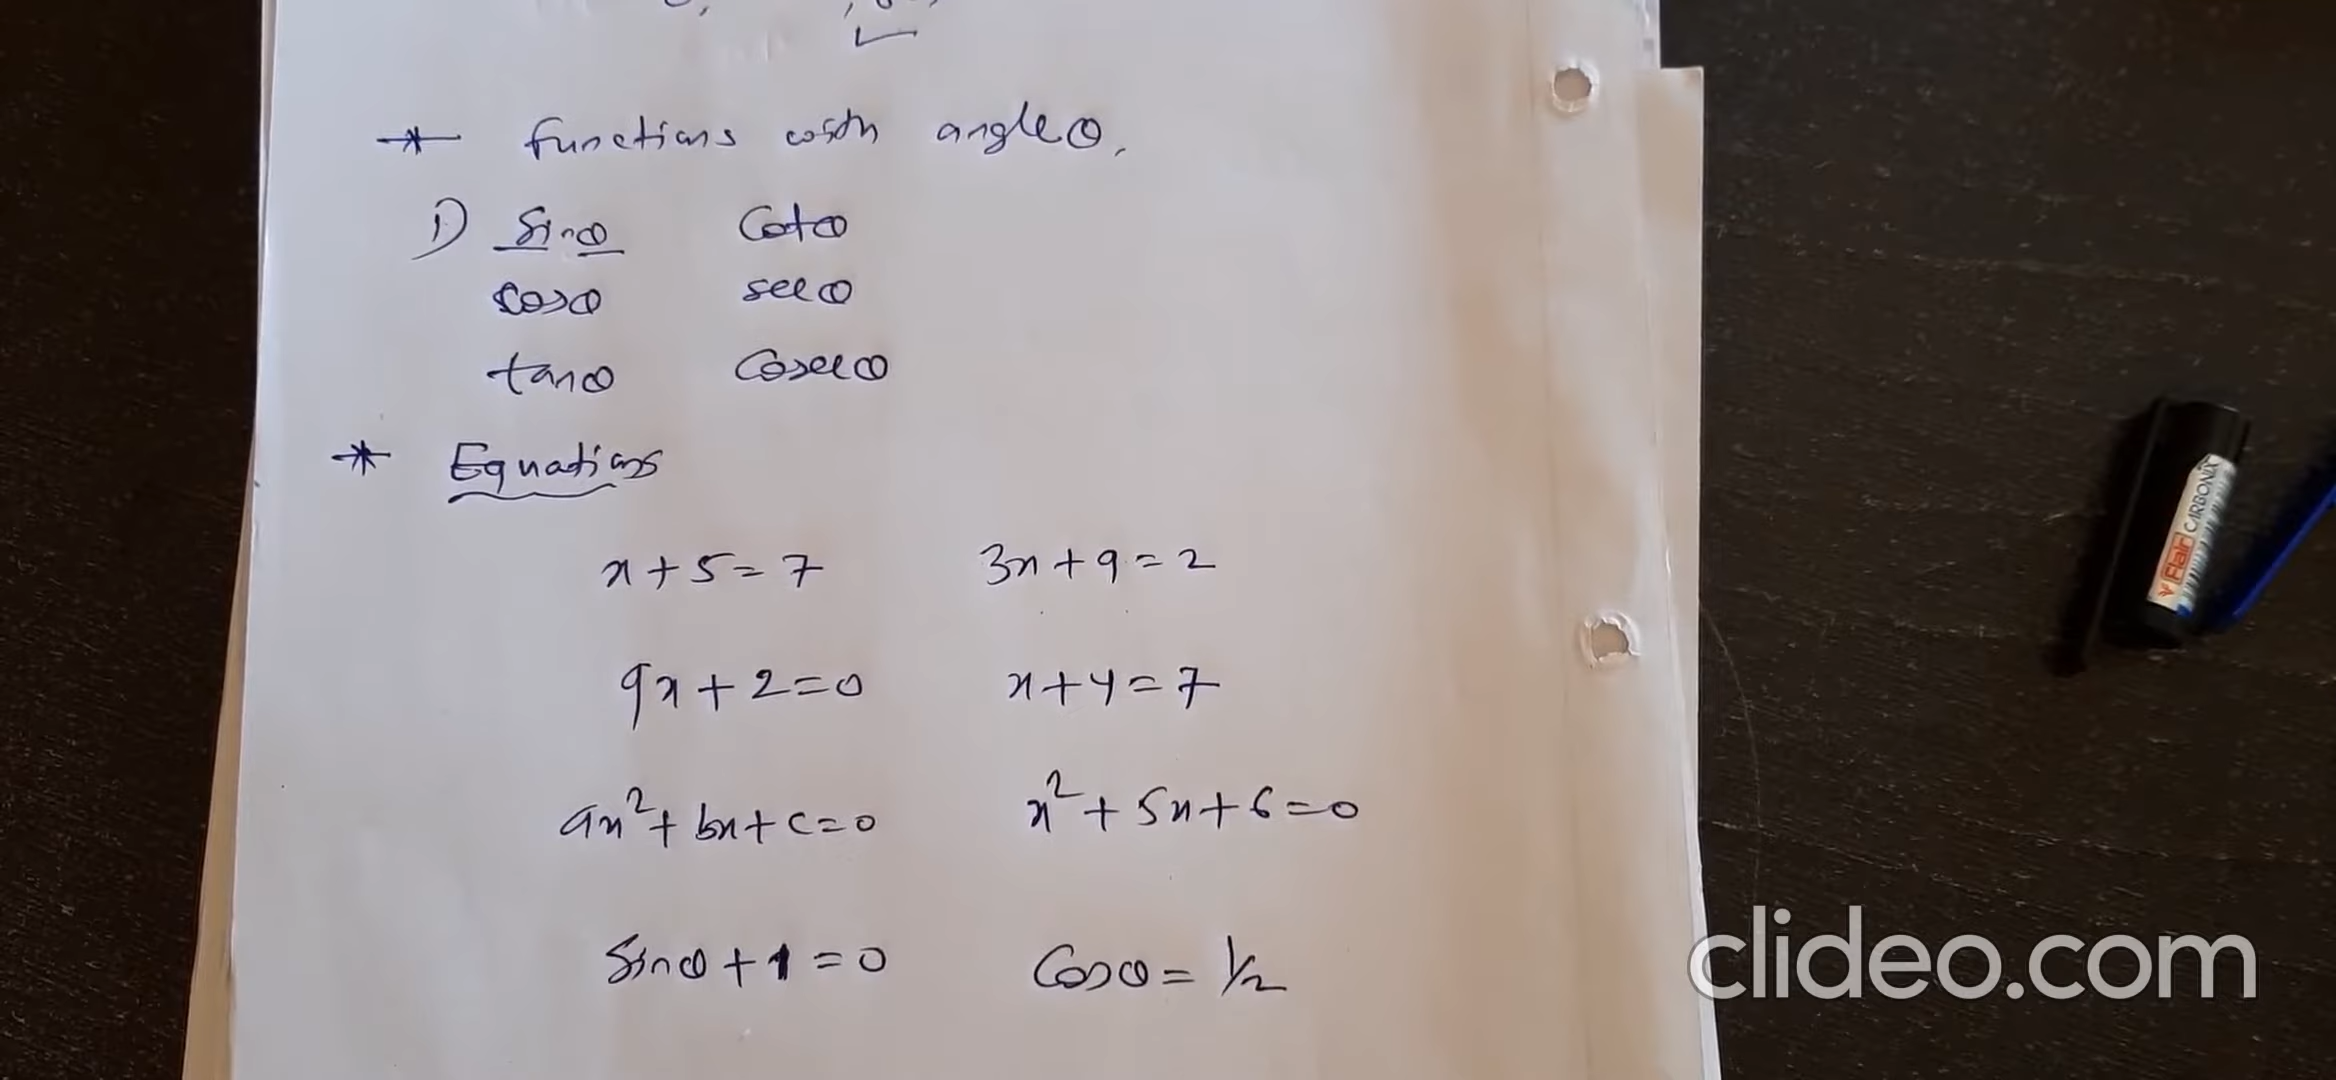 * Functions with angle θ,
1) Sinθ Cotθ
cosθ secθ
tanθ Cosecθ
* Equations
x+5=7 3x+9=2
9x+2=0 x+y=7
ax²+bx+c=0 x²+5x+6=0
Sinθ+1=0 Cosθ=1/2
Flair CARBONIX
clideo.com